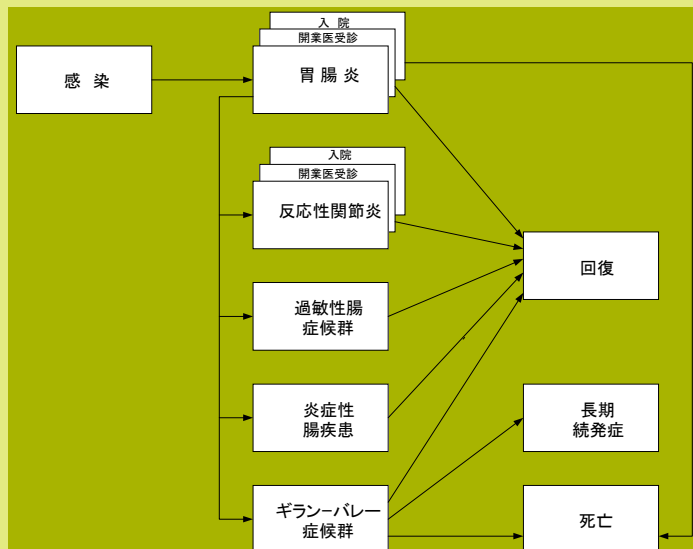 入 院
開業医受診
胃 腸 炎
感 染
入院
開業医受診
反応性関節炎
回復
過敏性腸
症候群
炎症性
腸疾患
長期
続発症
ギラン-バレー
症候群
死亡